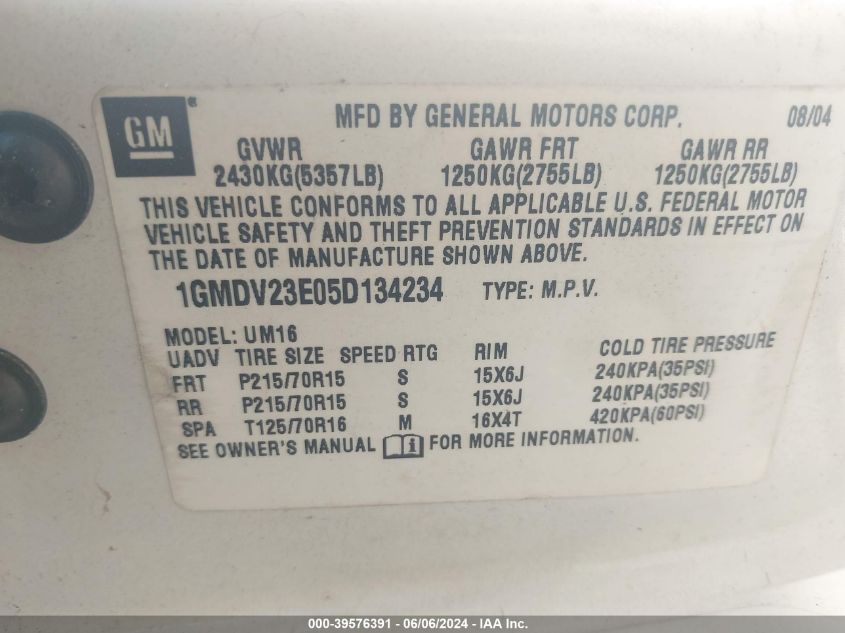 GM®
MFD BY GENERAL MOTORS CORP. 08/04
GVWR GAWR FRT GAWR RR
2430KG(5357LB) 1250KG(2755LB) 1250KG(2755LB)
THIS VEHICLE CONFORMS TO ALL APPLICABLE U.S. FEDERAL MOTOR
VEHICLE SAFETY AND THEFT PREVENTION STANDARDS IN EFFECT ON
THE DATE OF MANUFACTURE SHOWN ABOVE.
1GMDV23E05D134234 TYPE: M.P.V.
MODEL: UM16
UADV TIRE SIZE SPEED RTG RIM COLD TIRE PRESSURE
FRT P215/70R15 S 15X6J 240KPA(35PSI)
RR P215/70R15 S 15X6J 240KPA(35PSI)
SPA T125/70R16 M 16X4T 420KPA(60PSI)
SEE OWNER'S MANUAL i FOR MORE INFORMATION.
000-39576391 - 06/06/2024 - IAA Inc.